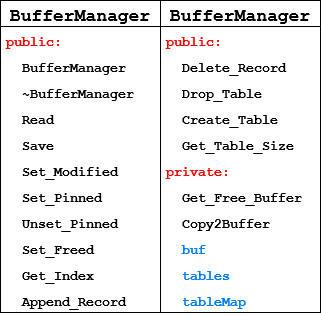 BufferManager
public:
BufferManager
~BufferManager
Read
Save
Set_Modified
Set_Pinned
Unset_Pinned
Set_Freed
Get_Index
Append_Record
BufferManager
public:
Delete_Record
Drop_Table
Create_Table
Get_Table_Size
private:
Get_Free_Buffer
Copy2Buffer
buf
tables
tableMap